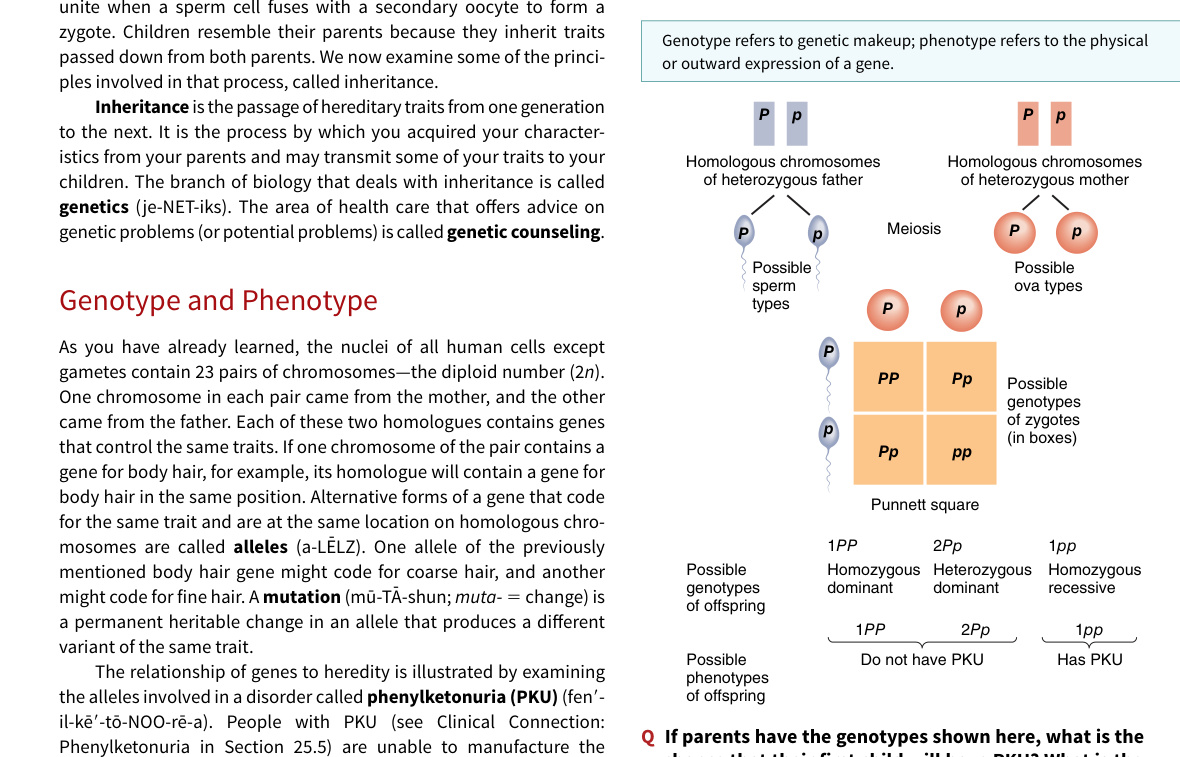 unite when a sperm cell fuses with a secondary oocyte to form a
zygote. Children resemble their parents because they inherit traits
passed down from both parents. We now examine some of the princi-
ples involved in that process, called inheritance.
Inheritance is the passage of hereditary traits from one generation
to the next. It is the process by which you acquired your character-
istics from your parents and may transmit some of your traits to your
children. The branch of biology that deals with inheritance is called
genetics (je-NET-iks). The area of health care that offers advice on
genetic problems (or potential problems) is called genetic counseling.
Genotype and Phenotype
As you have already learned, the nuclei of all human cells except
gametes contain 23 pairs of chromosomes—the diploid number (2n).
One chromosome in each pair came from the mother, and the other
came from the father. Each of these two homologues contains genes
that control the same traits. If one chromosome of the pair contains a
gene for body hair, for example, its homologue will contain a gene for
body hair in the same position. Alternative forms of a gene that code
for the same trait and are at the same location on homologous chro-
mosomes are called alleles (a-LĒLZ). One allele of the previously
mentioned body hair gene might code for coarse hair, and another
might code for fine hair. A mutation (mū-TĀ-shun; muta- = change) is
a permanent heritable change in an allele that produces a different
variant of the same trait.
The relationship of genes to heredity is illustrated by examining
the alleles involved in a disorder called phenylketonuria (PKU) (fen′-
il-kē′-tō-NOO-rē-a). People with PKU (see Clinical Connection:
Phenylketonuria in Section 25.5) are unable to manufacture the
Genotype refers to genetic makeup; phenotype refers to the physical
or outward expression of a gene.
P p P p
Homologous chromosomes
of heterozygous father
Homologous chromosomes
of heterozygous mother
P p Meiosis P p
Possible
sperm
types
Possible
ova types
P p
P PP Pp
p Pp pp
Possible
genotypes
of zygotes
(in boxes)
Punnett square
1PP 2Pp 1pp
Possible
genotypes
of offspring
Homozygous
dominant
Heterozygous
dominant
Homozygous
recessive
1PP 2Pp 1pp
Possible
phenotypes
of offspring
Do not have PKU Has PKU
Q If parents have the genotypes shown here, what is the